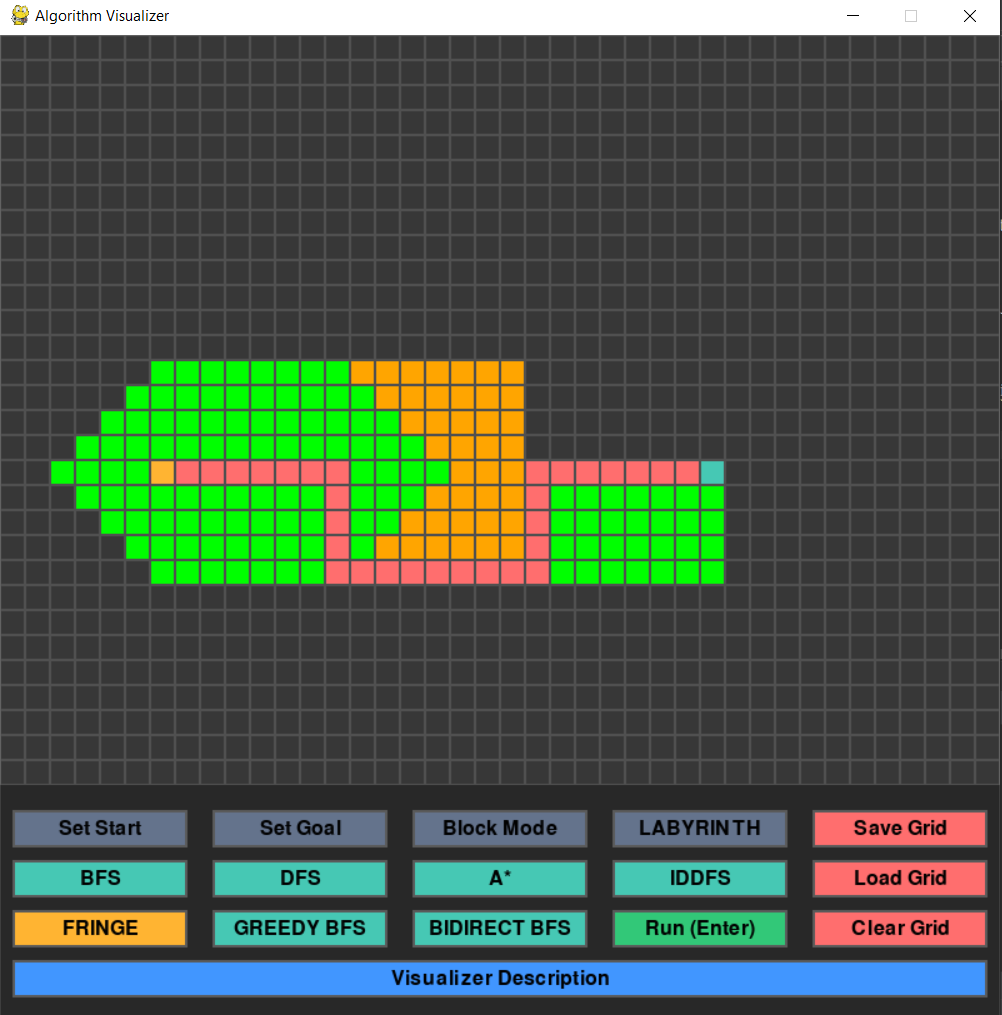 Algorithm Visualizer
Set Start
Set Goal
Block Mode
LABYRINTH
Save Grid
BFS
DFS
A*
IDDFS
Load Grid
FRINGE
GREEDY BFS
BIDIRECT BFS
Run (Enter)
Clear Grid
Visualizer Description